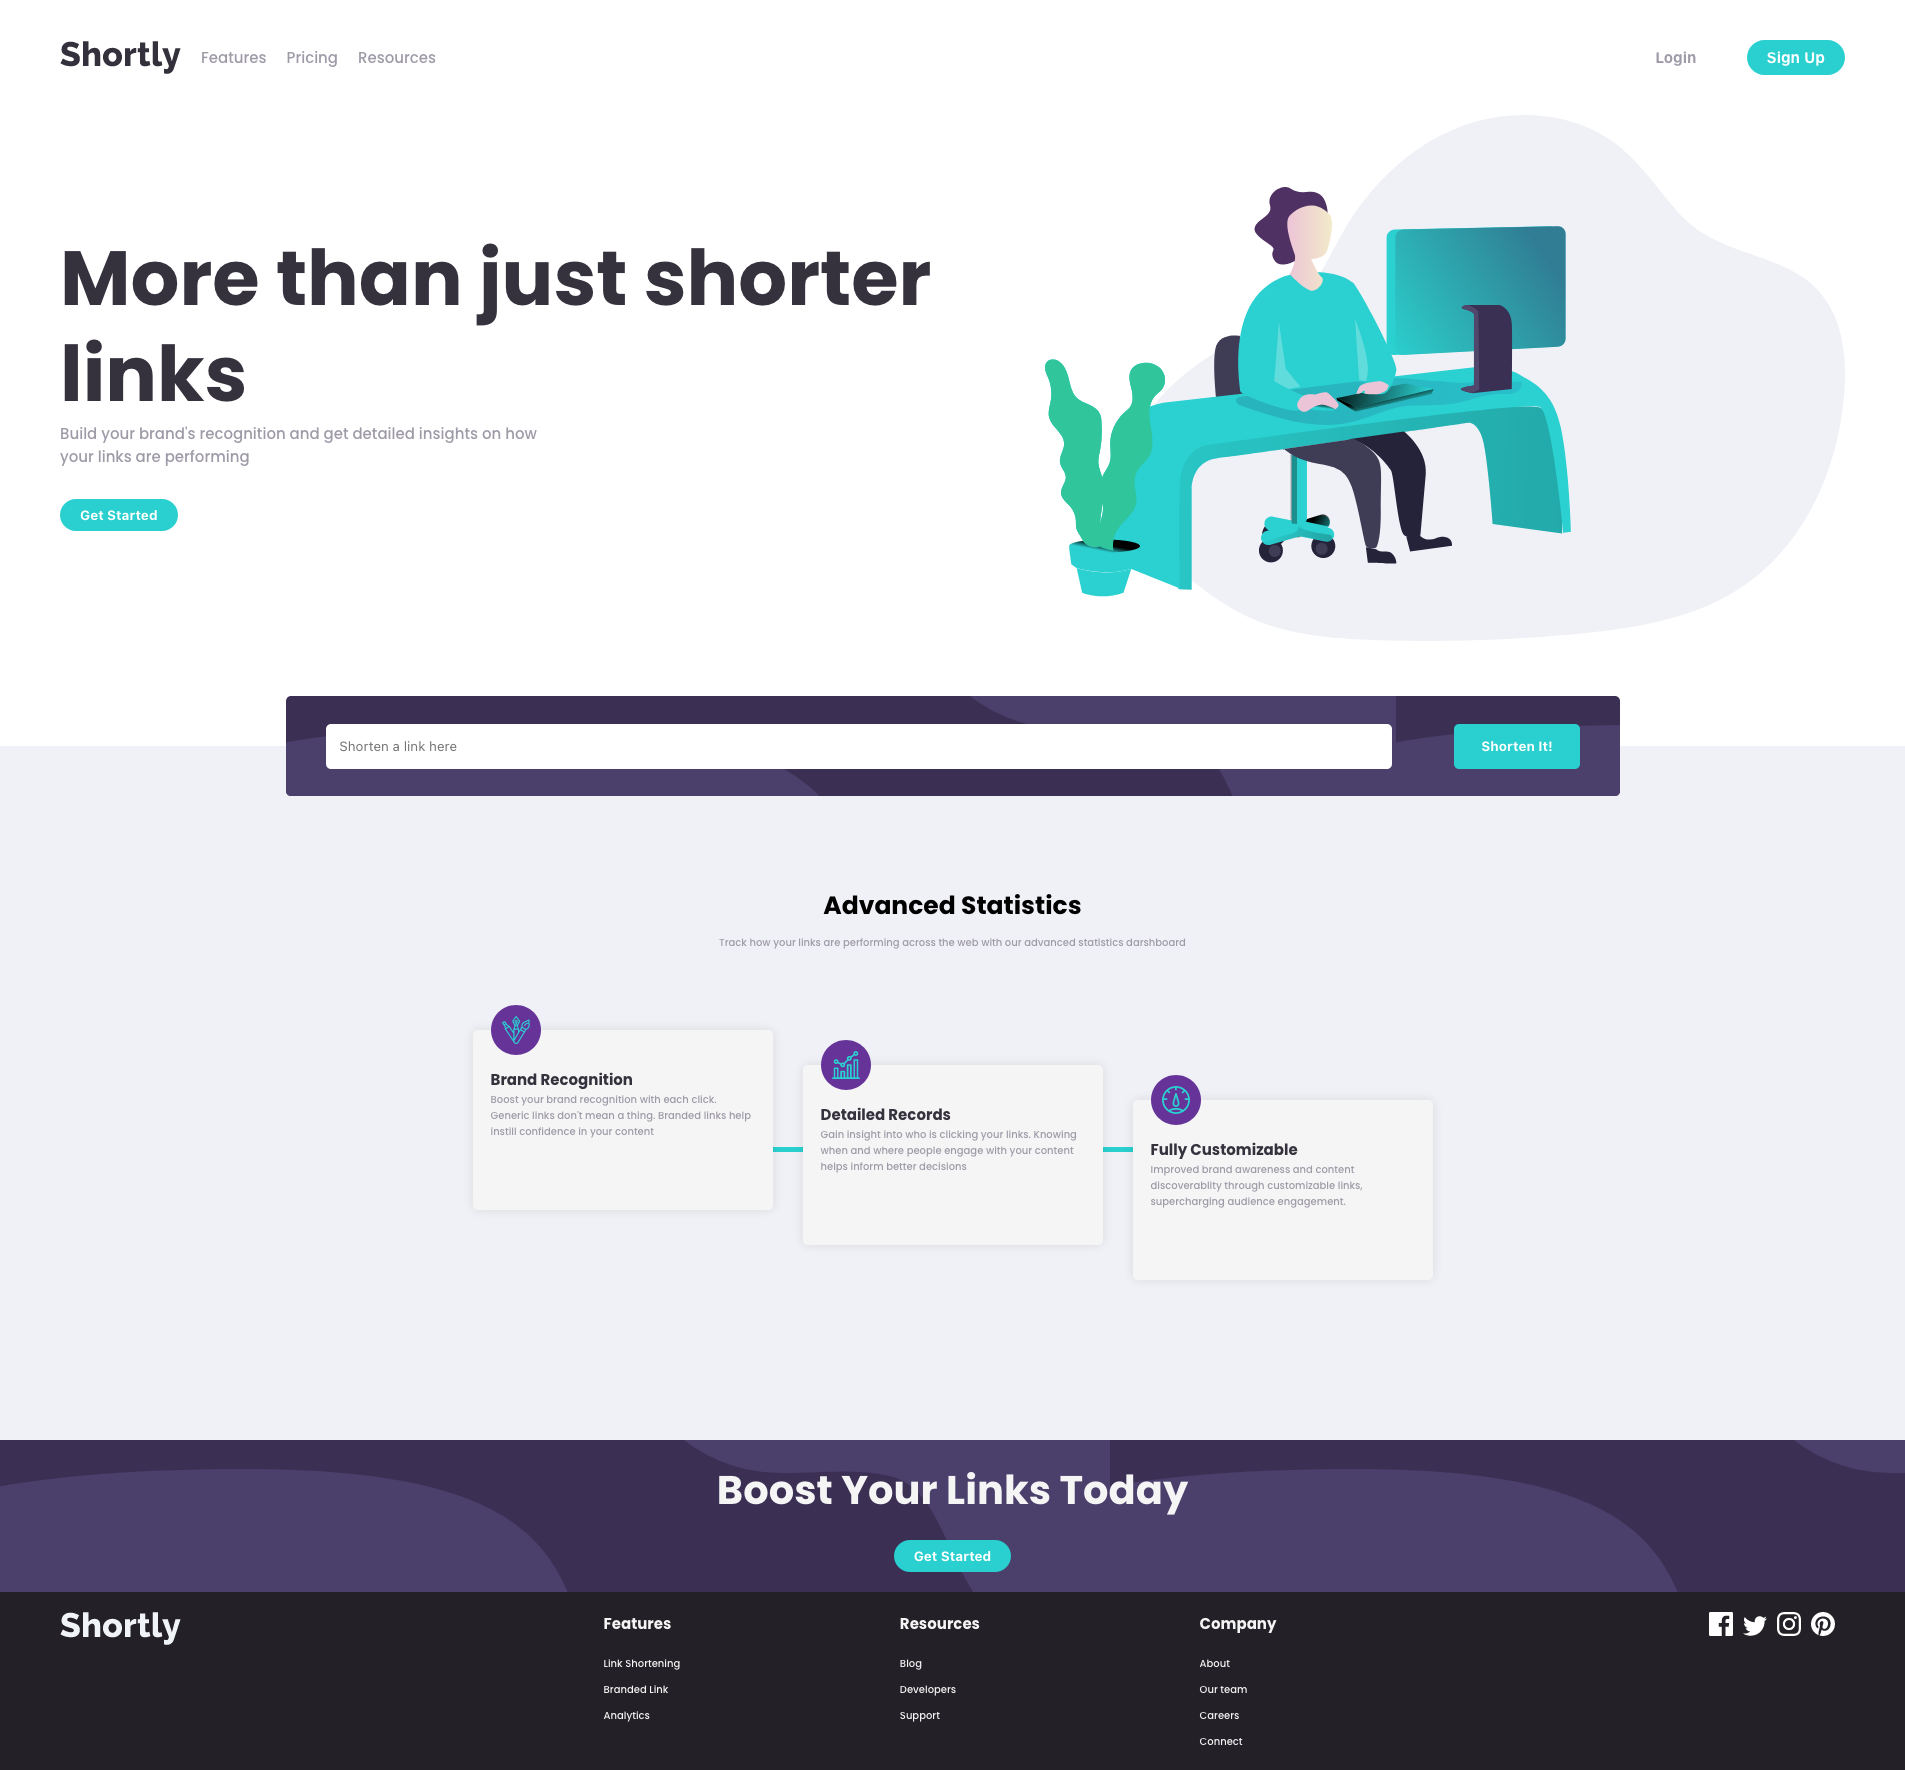 Shortly
Features
Pricing
Resources
Login
Sign Up
More than just shorter
links
Build your brand's recognition and get detailed insights on how
your links are performing
Get Started
Shorten a link here
Shorten It!
Advanced Statistics
Track how your links are performing across the web with our advanced statistics darshboard
Brand Recognition
Boost your brand recognition with each click.
Generic links don't mean a thing. Branded links help
instill confidence in your content
Detailed Records
Gain insight into who is clicking your links. Knowing
when and where people engage with your content
helps inform better decisions
Fully Customizable
Improved brand awareness and content
discoverablity through customizable links,
supercharging audience engagement.
Boost Your Links Today
Get Started
Shortly
Features
Link Shortening
Branded Link
Analytics
Resources
Blog
Developers
Support
Company
About
Our team
Careers
Connect